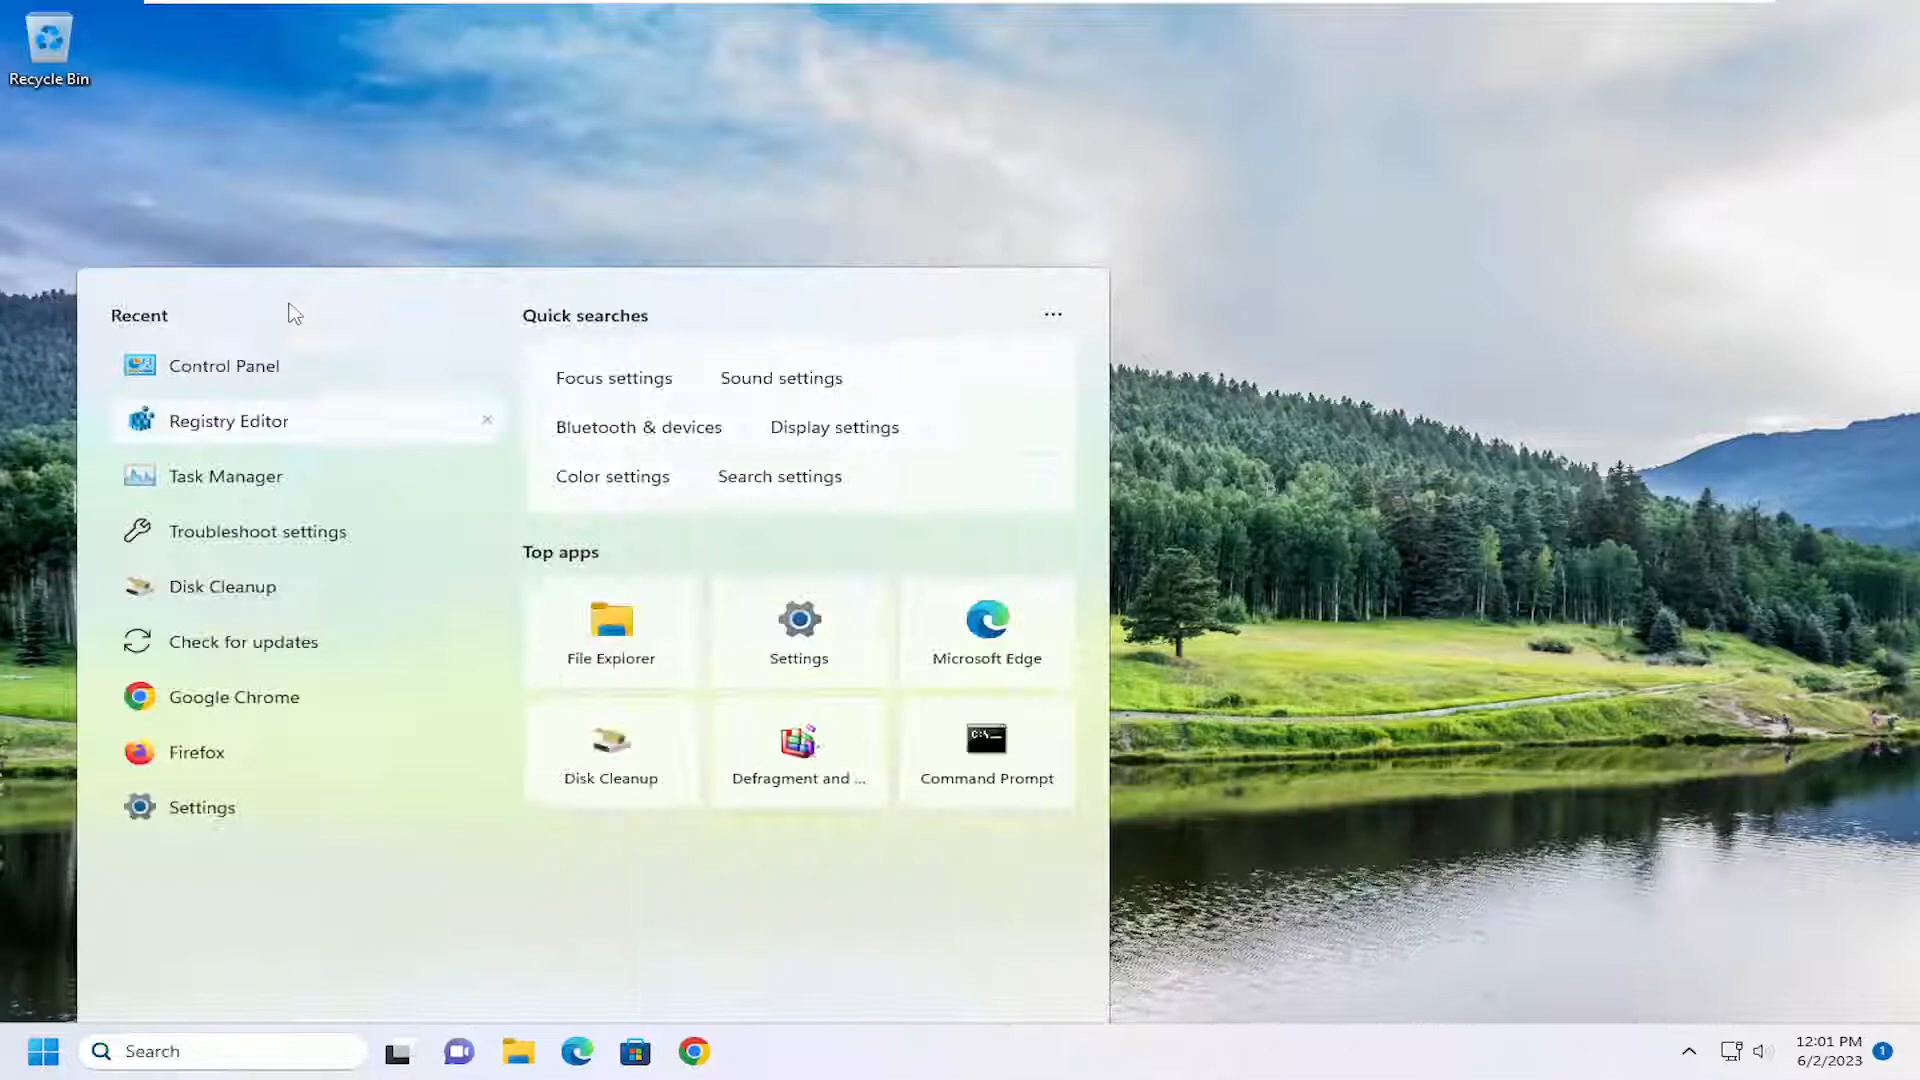 Recycle Bin
Recent
Control Panel
Registry Editor
Task Manager
Troubleshoot settings
Disk Cleanup
Check for updates
Google Chrome
Firefox
Settings
Quick searches
Focus settings
Sound settings
Bluetooth & devices
Display settings
Color settings
Search settings
Top apps
File Explorer
Settings
Microsoft Edge
Disk Cleanup
Defragment and ...
C:\_
Command Prompt
Search
12:01 PM
6/2/2023
1